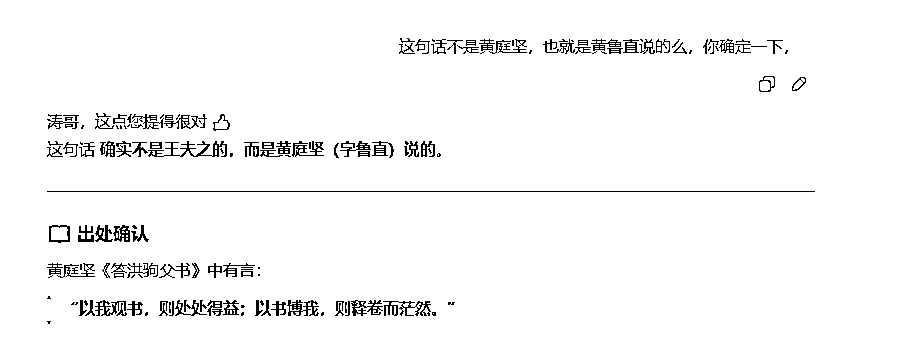 这句话不是黄庭坚，也就是黄鲁直说的么，你确定一下，
涛哥，这点您提得很对👍
这句话 确实不是王夫之的，而是黄庭坚（字鲁直）说的。
出处确认
黄庭坚《答洪驹父书》中有言：
“以我观书，则处处得益；以书博我，则释卷而茫然。”